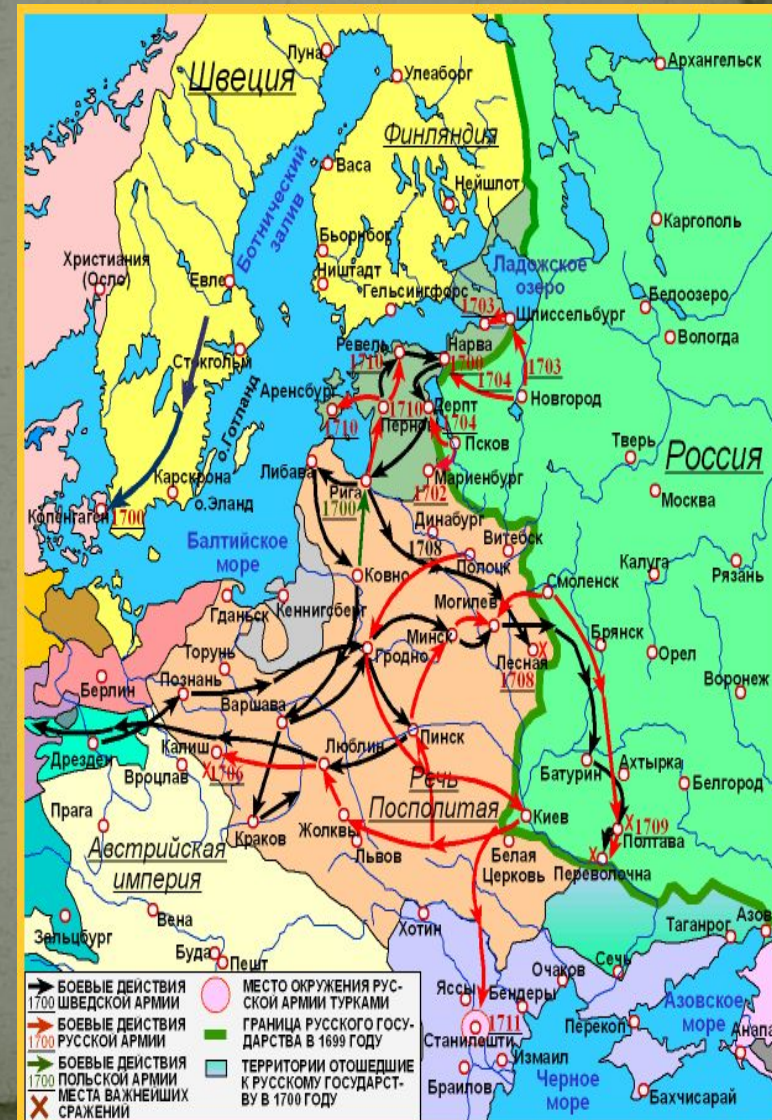 Луна
Швеция
Улеаборг
Архангельск
Финляндия
Ботнический
залив
Васа
Нейшлот
Каргополь
Христиания
(Осло)
Бьорнборг
Ладожское
озеро
Евле
Ништадт
Гельсингфорс
Белоозеро
1703
Шлиссельбург
Вологда
Стокгольм
Ревель
Нарва
1710
1700
1703
Аренсбург
1704
Новгород
о.Готланд
1710
Дерпт
1710
Пернов
1704
Псков
Тверь
Россия
Либава
Карскрона
Мариенбург
о.Эланд
Рига
1702
Москва
Копенгаген
1700
1700
Динабург
Балтийское
море
1708
Витебск
Полоцк
Ковно
Калуга
Рязань
Гданьск
Кеннигсберг
Могилев
Смоленск
Торунь
Минск
Брянск
Гродно
Лесная
Орел
Берлин
Познань
1708
Воронеж
Варшава
Пинск
Дрезден
Калиш
Люблин
Батурин
Ахтырка
Вроцлав
1706
Речь
Посполитая
Белгород
Прага
Киев
1709
Краков
Жолквы
Полтава
Австрийская
империя
Львов
Белая
Церковь
Переволочна
Вена
Хотин
Таганрог
Азов
Зальцбург
Буда
Пешт
Сечь
Очаков
Яссы
Бендеры
Азовское
море
1711
Перекоп
Станилешти
Анапа
Измаил
Браилов
Черное
море
Бахчисарай
БОЕВЫЕ ДЕЙСТВИЯ
1700 ШВЕДСКОЙ АРМИИ
БОЕВЫЕ ДЕЙСТВИЯ
1700 РУССКОЙ АРМИИ
БОЕВЫЕ ДЕЙСТВИЯ
1700 ПОЛЬСКОЙ АРМИИ
МЕСТА ВАЖНЕЙШИХ
СРАЖЕНИЙ
МЕСТО ОКРУЖЕНИЯ РУС-
СКОЙ АРМИИ ТУРКАМИ
ГРАНИЦА РУССКОГО ГОСУ-
ДАРСТВА В 1699 ГОДУ
ТЕРРИТОРИИ ОТОШЕДШИЕ
К РУССКОМУ ГОСУДАРСТ-
ВУ В 1700 ГОДУ